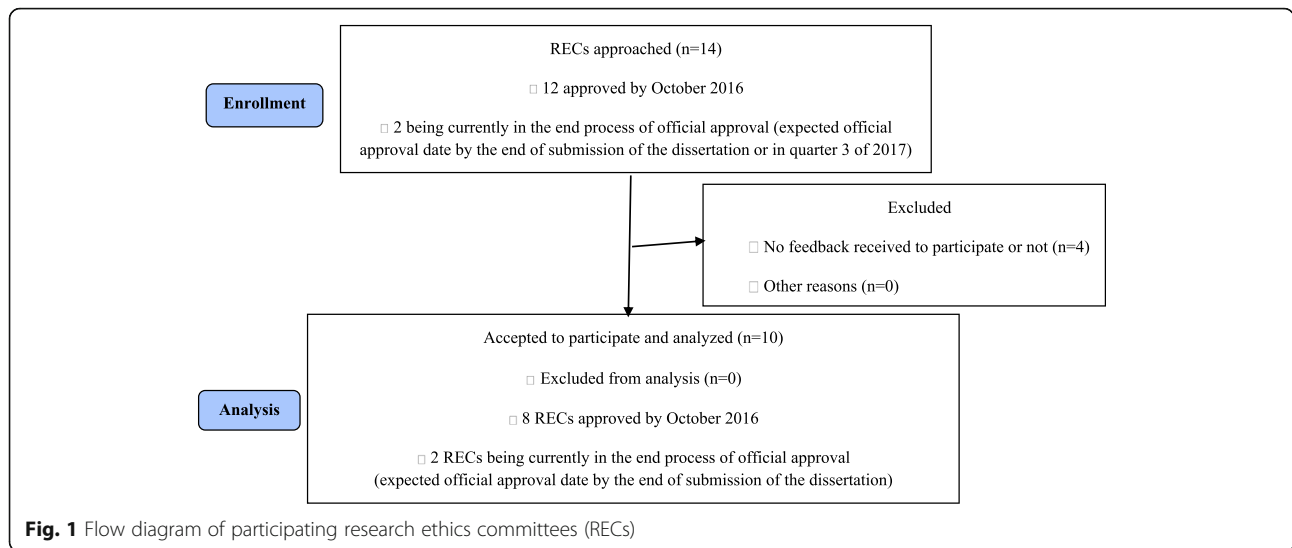 RECs approached (n=14)
Enrollment
□ 12 approved by October 2016
□ 2 being currently in the end process of official approval (expected official
approval date by the end of submission of the dissertation or in quarter 3 of 2017)
Excluded
□ No feedback received to participate or not (n=4)
□ Other reasons (n=0)
Accepted to participate and analyzed (n=10)
□ Excluded from analysis (n=0)
Analysis
□ 8 RECs approved by October 2016
□ 2 RECs being currently in the end process of official approval
(expected official approval date by the end of submission of the dissertation)
Fig. 1 Flow diagram of participating research ethics committees (RECs)